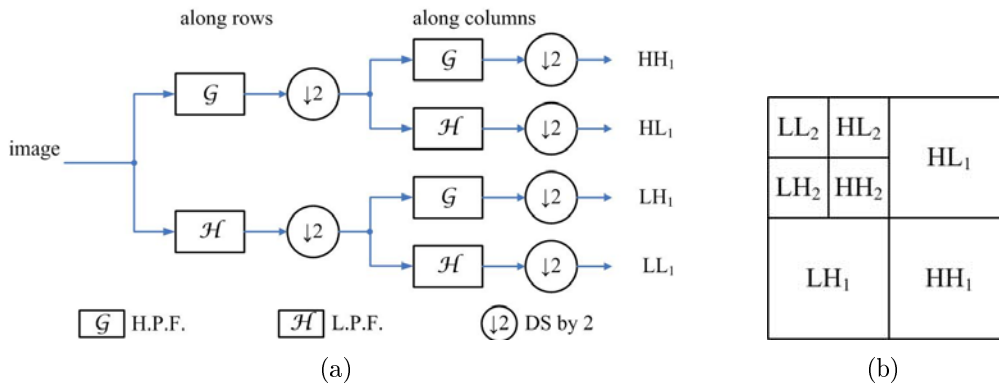 along rows along columns
G ↓2 G ↓2 HH₁
H ↓2 HL₁
image
G ↓2 LH₁
H ↓2 H ↓2 LL₁
G H.P.F. H L.P.F. ↓2 DS by 2
(a)
LL₂ HL₂ HL₁
LH₂ HH₂
LH₁ HH₁
(b)